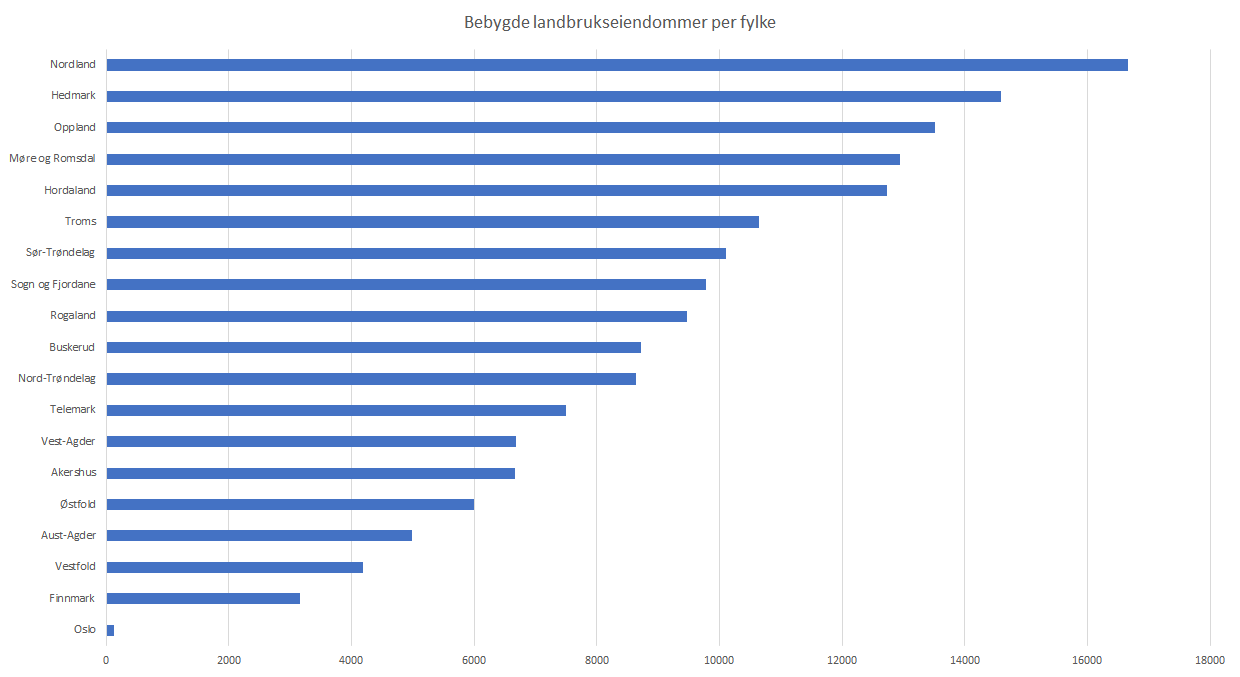 Bebygde landbrukseiendommer per fylke
Nordland
Hedmark
Oppland
Møre og Romsdal
Hordaland
Troms
Sør-Trøndelag
Sogn og Fjordane
Rogaland
Buskerud
Nord-Trøndelag
Telemark
Vest-Agder
Akershus
Østfold
Aust-Agder
Vestfold
Finnmark
Oslo
0 2000 4000 6000 8000 10000 12000 14000 16000 18000